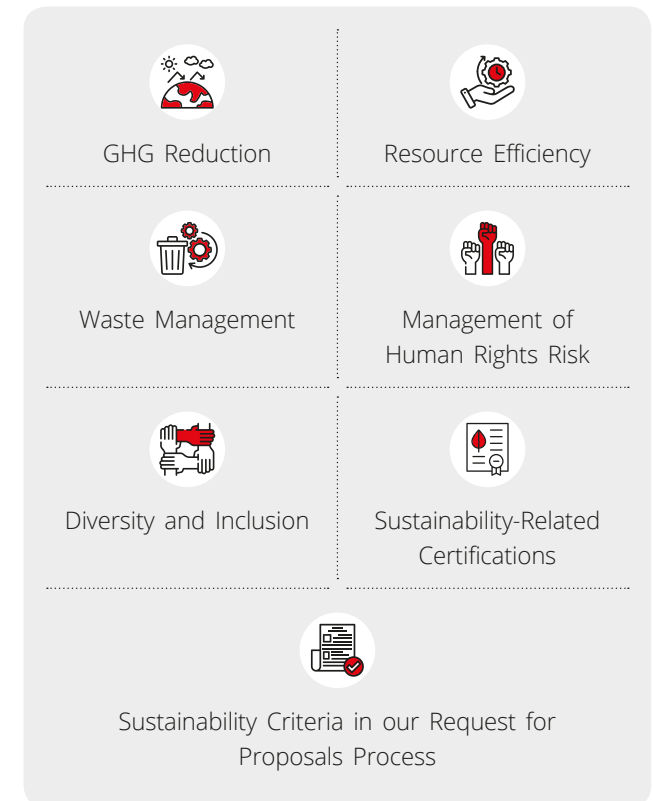 GHG Reduction
Resource Efficiency
Waste Management
Management of
Human Rights Risk
Diversity and Inclusion
Sustainability-Related
Certifications
Sustainability Criteria in our Request for
Proposals Process